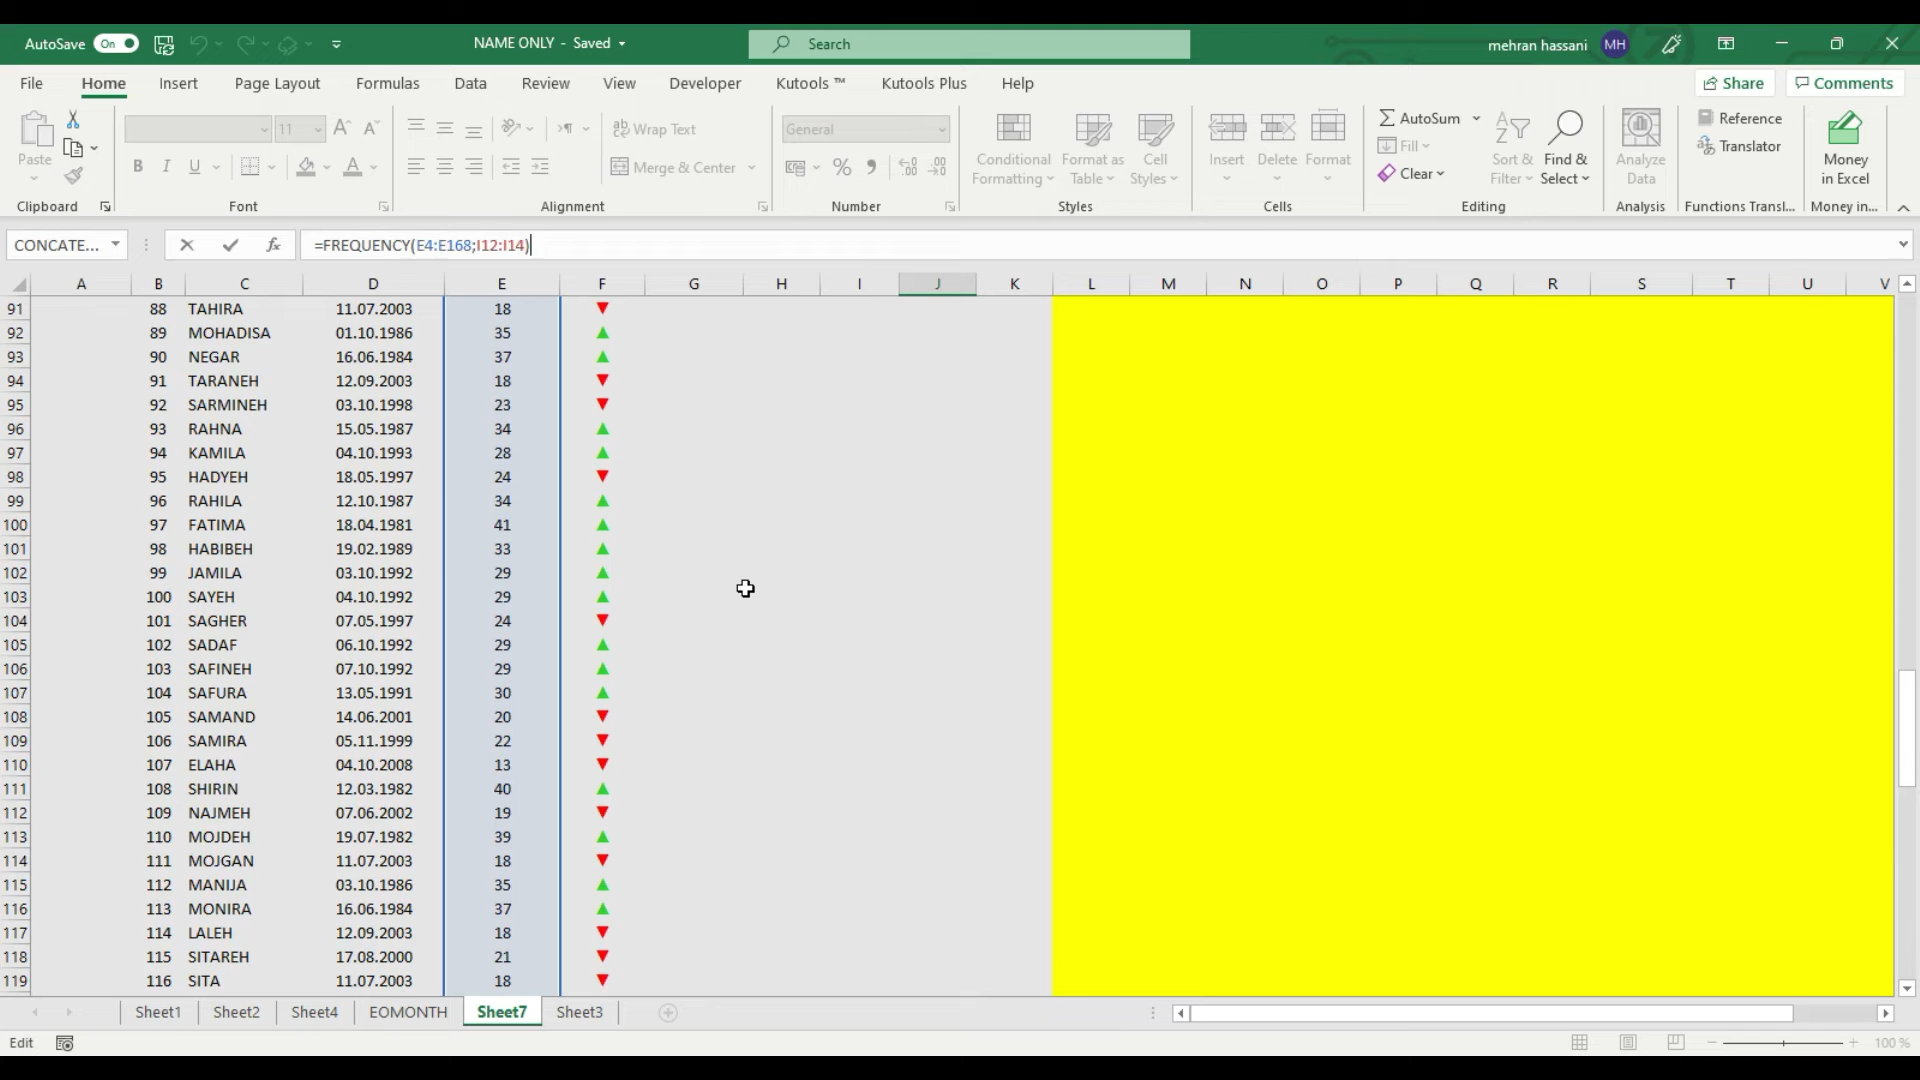 AutoSave On NAME ONLY - Saved Search mehran hassani MH
File Home Insert Page Layout Formulas Data Review View Developer Kutools ™ Kutools Plus Help Share Comments
Paste 11 Wrap Text General Conditional Formatting Format as Table Cell Styles Insert Delete Format AutoSum Sort & Filter Find & Select Analyze Data Reference Money in Excel
B I U Merge & Center Fill Clear Translator
Clipboard Font Alignment Number Styles Cells Editing Analysis Functions Transl... Money in...
CONCATE... fx =FREQUENCY(E4:E168;I12:I14)
A B C D E F G H I J K L M N O P Q R S T U V
91 88 TAHIRA 11.07.2003 18 ▼
92 89 MOHADISA 01.10.1986 35 ▲
93 90 NEGAR 16.06.1984 37 ▲
94 91 TARANEH 12.09.2003 18 ▼
95 92 SARMINEH 03.10.1998 23 ▼
96 93 RAHNA 15.05.1987 34 ▲
97 94 KAMILA 04.10.1993 28 ▲
98 95 HADYEH 18.05.1997 24 ▼
99 96 RAHILA 12.10.1987 34 ▲
100 97 FATIMA 18.04.1981 41 ▲
101 98 HABIBEH 19.02.1989 33 ▲
102 99 JAMILA 03.10.1992 29 ▲
103 100 SAYEH 04.10.1992 29 ▲
104 101 SAGHER 07.05.1997 24 ▼
105 102 SADAF 06.10.1992 29 ▲
106 103 SAFINEH 07.10.1992 29 ▲
107 104 SAFURA 13.05.1991 30 ▲
108 105 SAMAND 14.06.2001 20 ▼
109 106 SAMIRA 05.11.1999 22 ▼
110 107 ELAHA 04.10.2008 13 ▼
111 108 SHIRIN 12.03.1982 40 ▲
112 109 NAJMEH 07.06.2002 19 ▼
113 110 MOJDEH 19.07.1982 39 ▲
114 111 MOJGAN 11.07.2003 18 ▼
115 112 MANIJA 03.10.1986 35 ▲
116 113 MONIRA 16.06.1984 37 ▲
117 114 LALEH 12.09.2003 18 ▼
118 115 SITAREH 17.08.2000 21 ▼
119 116 SITA 11.07.2003 18 ▼
Sheet1 Sheet2 Sheet4 EOMONTH Sheet7 Sheet3
Edit 100 %